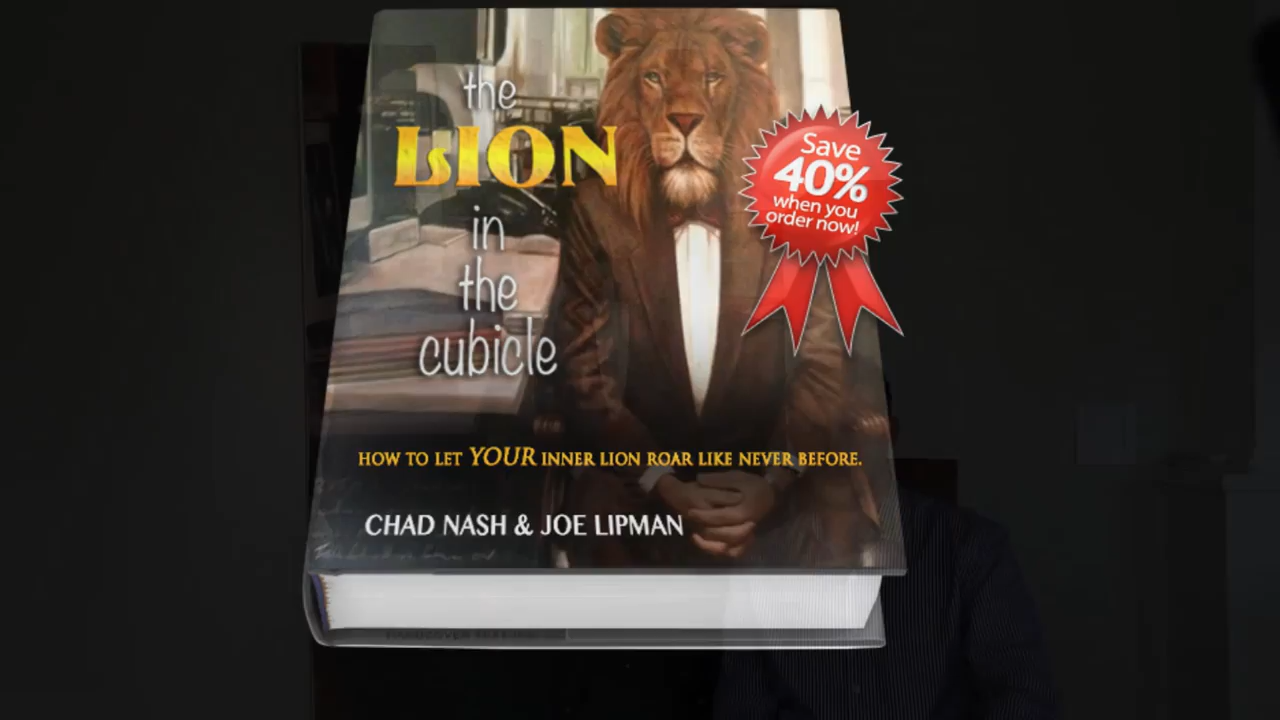 the
LION
in
the
cubicle
HOW TO LET YOUR INNER LION ROAR LIKE NEVER BEFORE.
CHAD NASH & JOE LIPMAN
Save
40%
when you
order now!